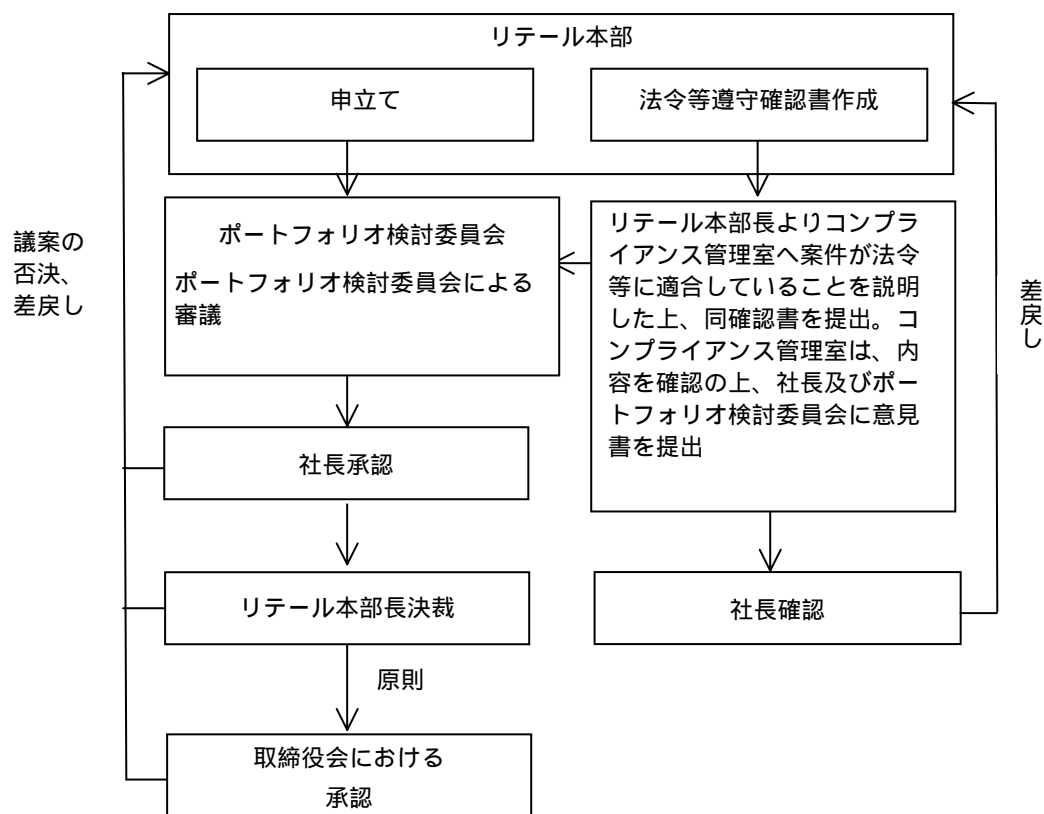 リテール本部
申立て
法令等遵守確認書作成
議案の
否決、
差戻し
ポートフォリオ検討委員会
ポートフォリオ検討委員会による
審議
リテール本部長よりコンプラ
イアンス管理室へ案件が法令
等に適合していることを説明
した上、同確認書を提出。コ
ンプライアンス管理室は、内
容を確認の上、社長及びポー
トフォリオ検討委員会に意見
書を提出
差戻し
社長承認
リテール本部長決裁
社長確認
原則
取締役会における
承認